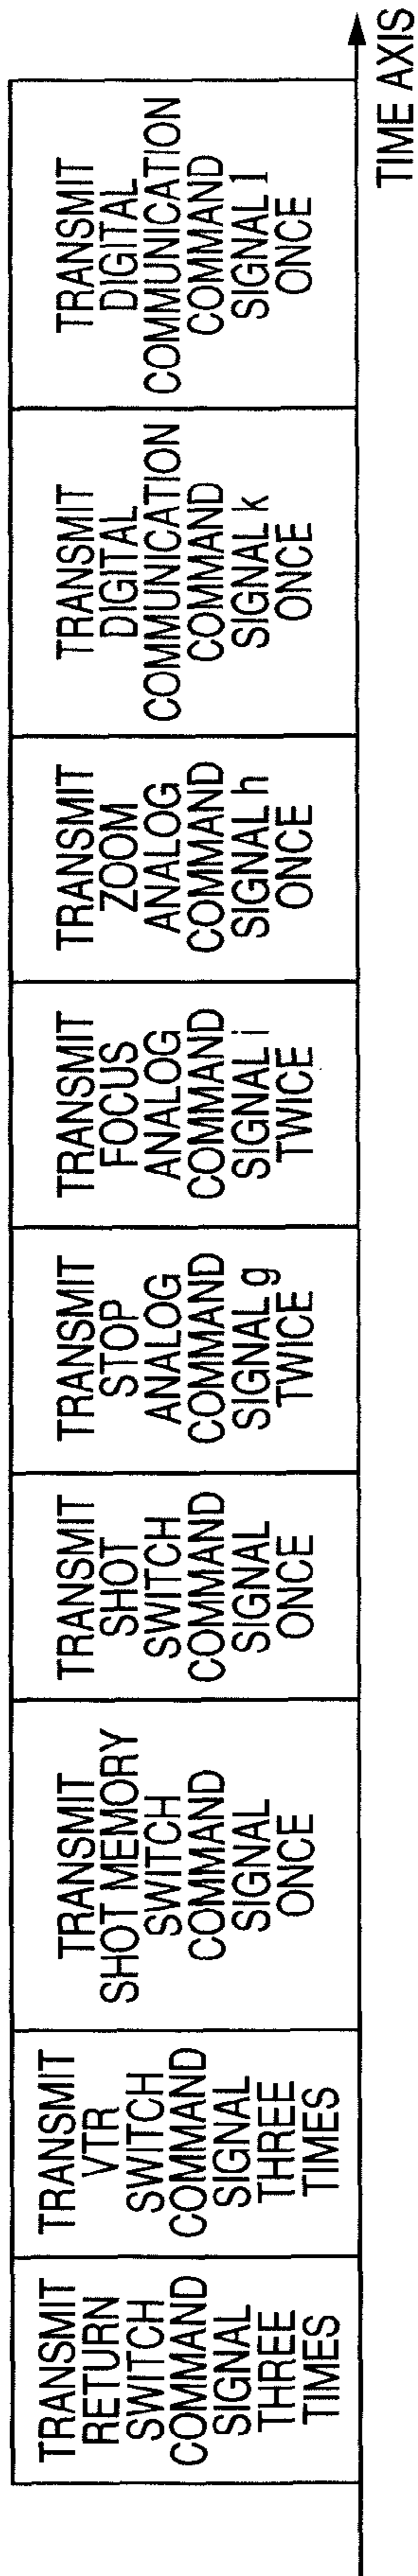 TRANSMIT
RETURN
SWITCH
COMMAND
SIGNAL
THREE
TIMES
TRANSMIT
VTR
SWITCH
COMMAND
SIGNAL
THREE
TIMES
TRANSMIT
SHOT MEMORY
SWITCH
COMMAND
SIGNAL
ONCE
TRANSMIT
SHOT
SWITCH
COMMAND
SIGNAL
ONCE
TRANSMIT
STOP
ANALOG
COMMAND
SIGNAL g
TWICE
TRANSMIT
FOCUS
ANALOG
COMMAND
SIGNAL i
TWICE
TRANSMIT
ZOOM
ANALOG
COMMAND
SIGNAL h
ONCE
TRANSMIT
DIGITAL
COMMUNICATION
COMMAND
SIGNAL k
ONCE
TRANSMIT
DIGITAL
COMMUNICATION
COMMAND
SIGNAL l
ONCE
TIME AXIS